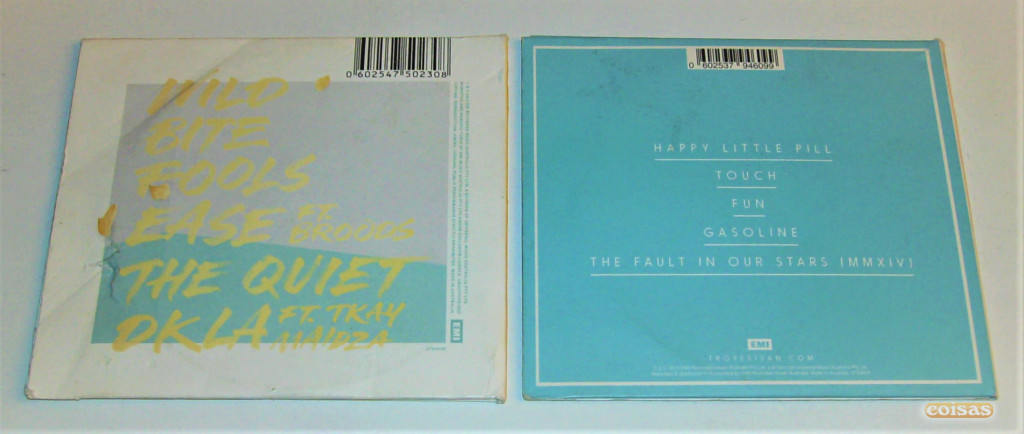 0 602547 502308
WILD
BITE
FOOLS
EASE FT. BROODS
THE QUIET
DKLA FT. TKAY MAIDZA
EMI
0 602537 946099
HAPPY LITTLE PILL
TOUCH
FUN
GASOLINE
THE FAULT IN OUR STARS (MMXIV)
EMI
TROYESIVAN.COM
coisas